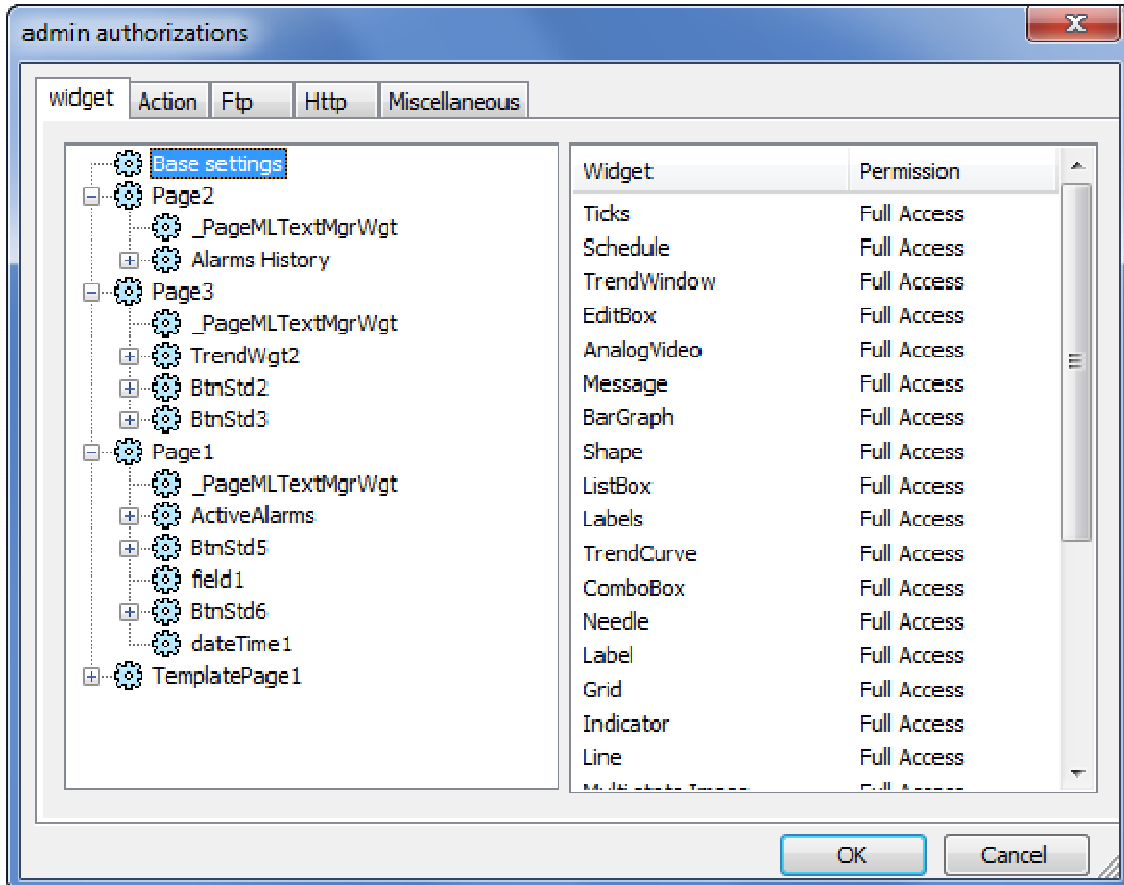 admin authorizations
widget Action Ftp Http Miscellaneous
Base settings
Page2
_PageMLTextMgrWgt
Alarms History
Page3
_PageMLTextMgrWgt
TrendWgt2
BtnStd2
BtnStd3
Page1
_PageMLTextMgrWgt
ActiveAlarms
BtnStd5
field1
BtnStd6
dateTime1
TemplatePage1
Widget Permission
Ticks Full Access
Schedule Full Access
TrendWindow Full Access
EditBox Full Access
AnalogVideo Full Access
Message Full Access
BarGraph Full Access
Shape Full Access
ListBox Full Access
Labels Full Access
TrendCurve Full Access
ComboBox Full Access
Needle Full Access
Label Full Access
Grid Full Access
Indicator Full Access
Line Full Access
OK Cancel